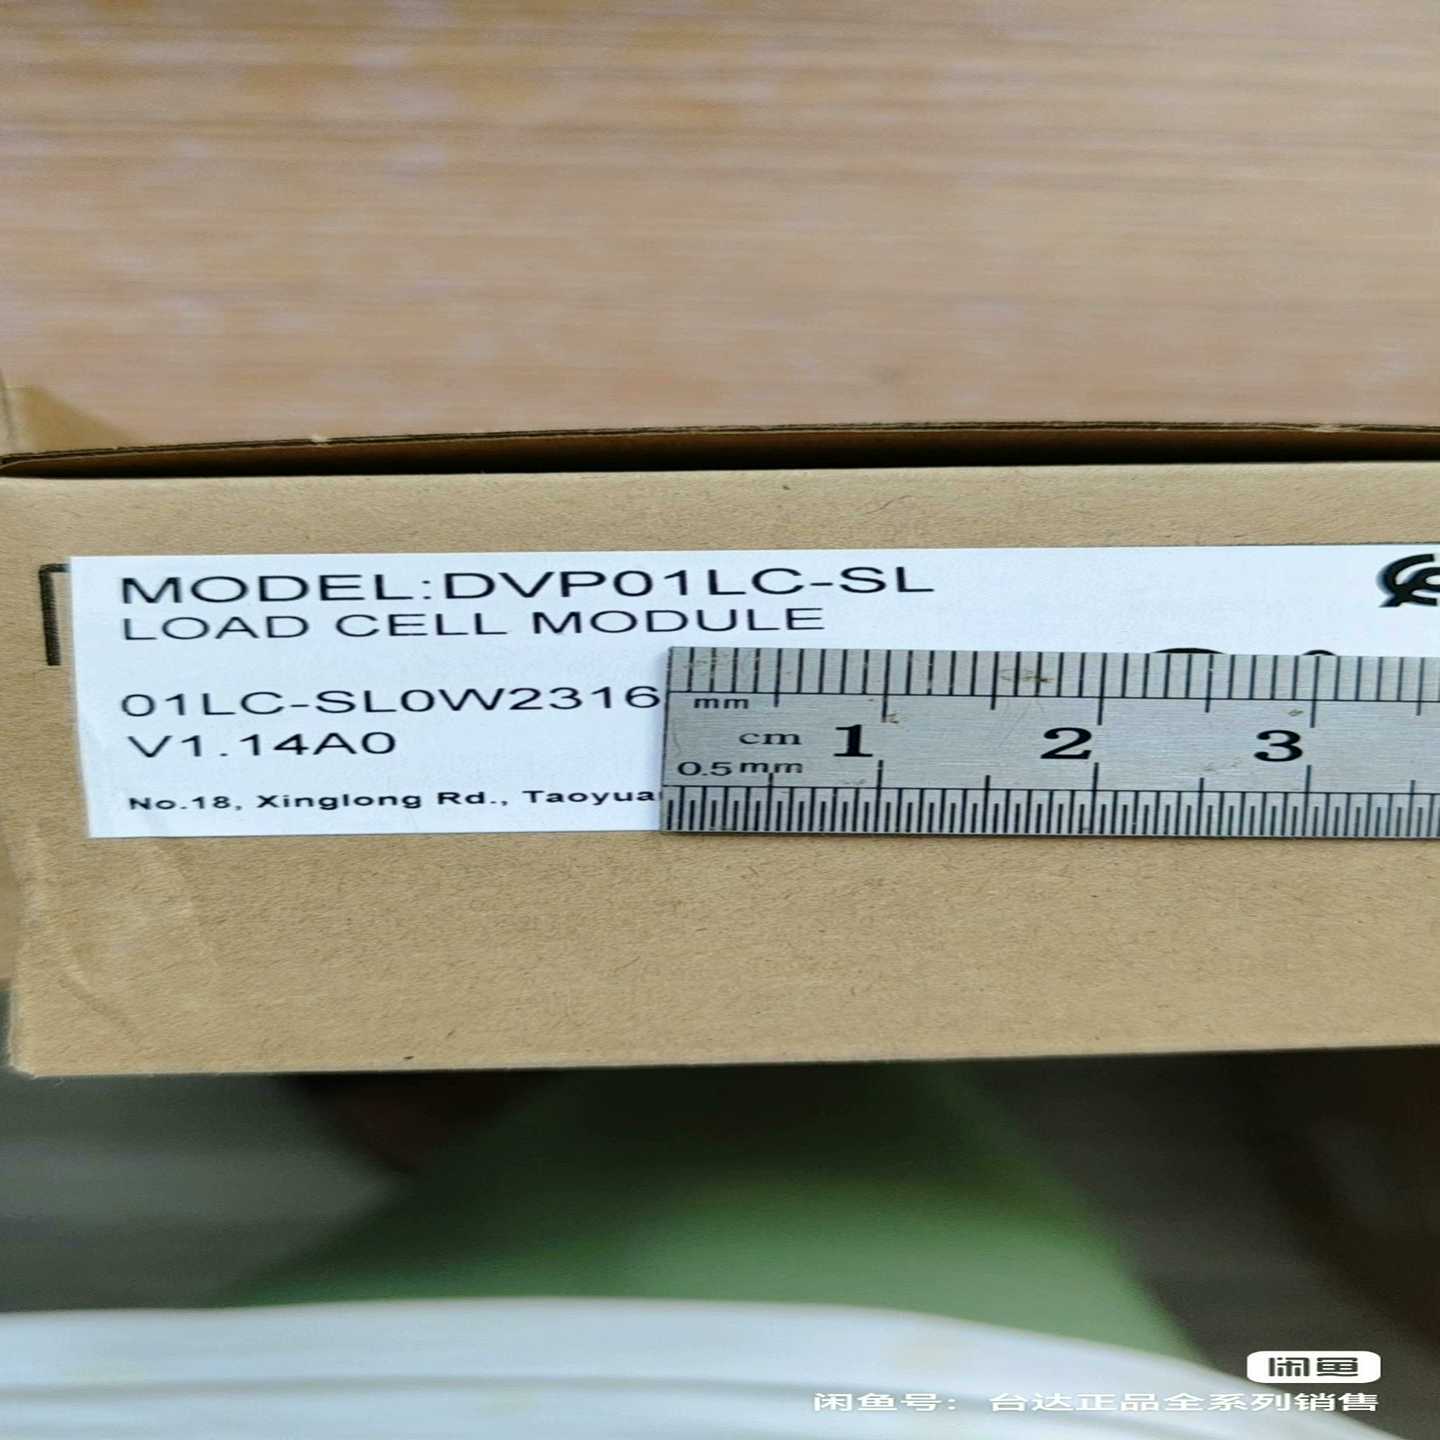 MODEL:DVP01LC-SL
LOAD CELL MODULE
01LC-SL0W2316
V1.14A0
No.18, Xinglong Rd., Taoyua
mm
cm 1 2 3
0.5mm
闲鱼
闲鱼号：台达正品全系列销售